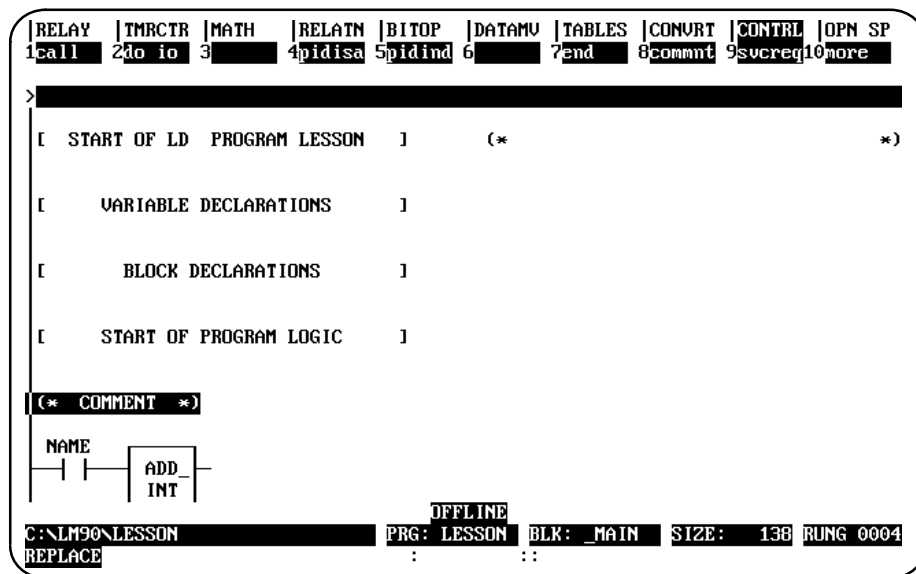 |RELAY |TMRCTR |MATH |RELATN |BITOP |DATAMV |TABLES |CONVRT |CONTRL |OPN SP
1call 2do io 3 4pidisa 5pidind 6 7end 8commnt 9svcreq10more
>
[ START OF LD PROGRAM LESSON ] (* *)
[ VARIABLE DECLARATIONS ]
[ BLOCK DECLARATIONS ]
[ START OF PROGRAM LOGIC ]
(* COMMENT *)
NAME
ADD_
INT
OFFLINE
C:\LM90\LESSON PRG: LESSON BLK: _MAIN SIZE: 138 RUNG 0004
REPLACE : ::